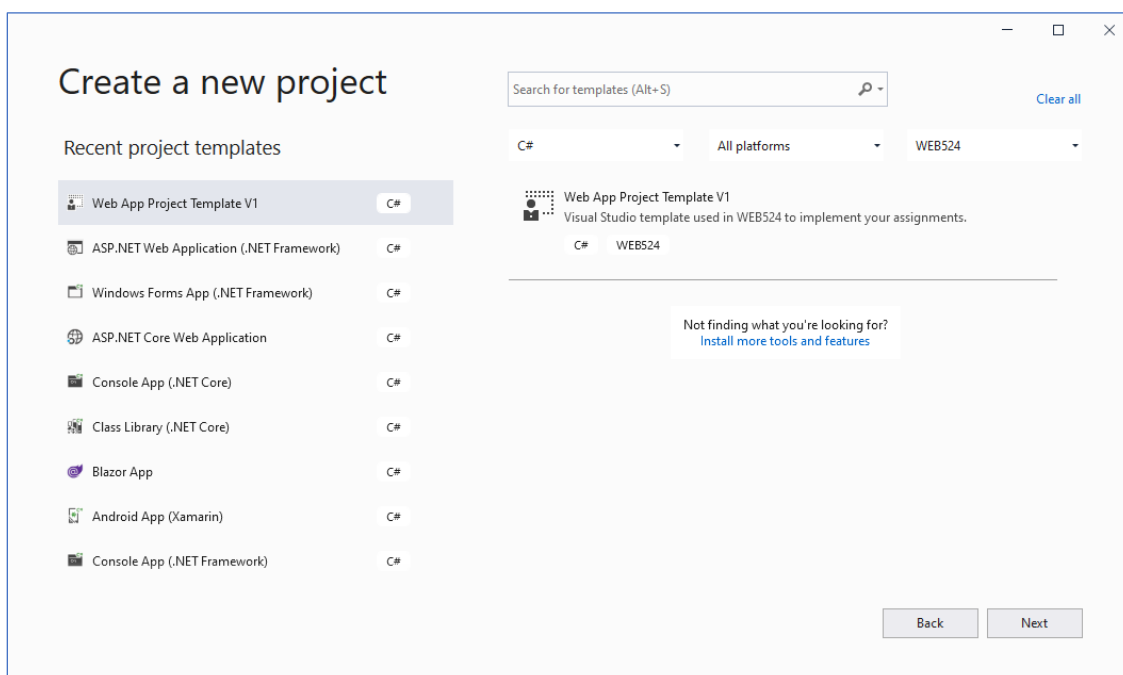 Create a new project
Search for templates (Alt+S)
Clear all
Recent project templates
C#
All platforms
WEB524
Web App Project Template V1
C#
ASP.NET Web Application (.NET Framework)
C#
Windows Forms App (.NET Framework)
C#
ASP.NET Core Web Application
C#
Console App (.NET Core)
C#
Class Library (.NET Core)
C#
Blazor App
C#
Android App (Xamarin)
C#
Console App (.NET Framework)
C#
Web App Project Template V1
Visual Studio template used in WEB524 to implement your assignments.
C# WEB524
Not finding what you're looking for?
Install more tools and features
Back
Next